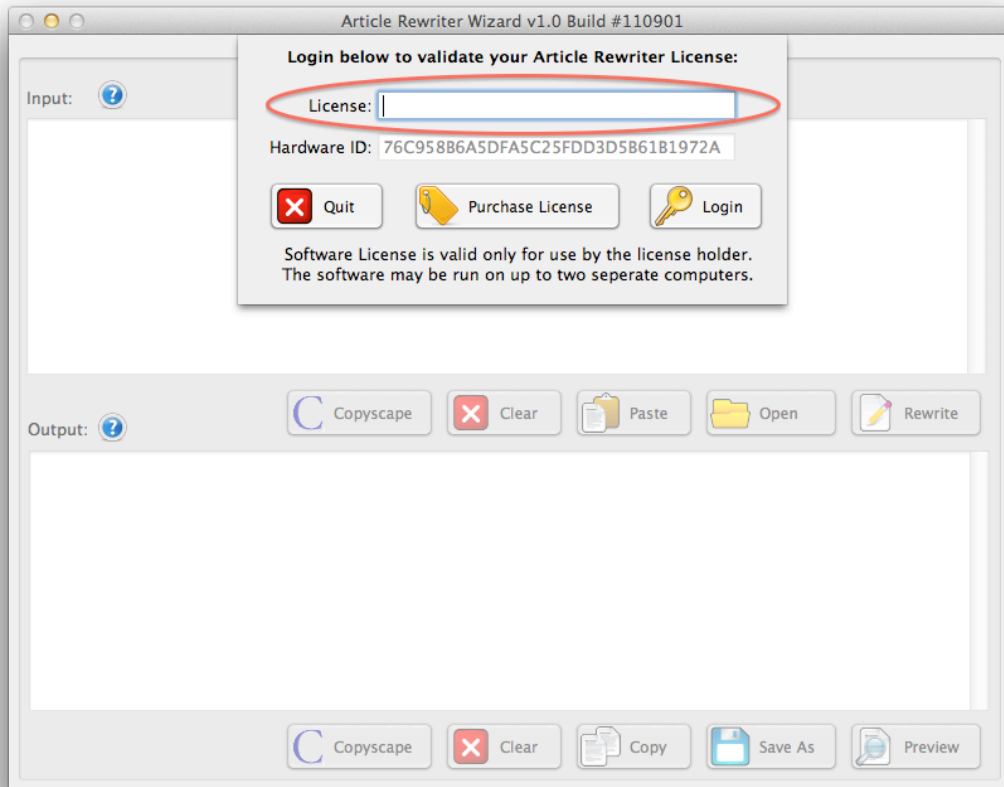 Article Rewriter Wizard v1.0 Build #110901
Login below to validate your Article Rewriter License:
Input:
License:
Hardware ID: 76C958B6A5DFA5C25FDD3D5B61B1972A
Quit Purchase License Login
Software License is valid only for use by the license holder.
The software may be run on up to two seperate computers.
Copyscape Clear Paste Open Rewrite
Output:
Copyscape Clear Copy Save As Preview